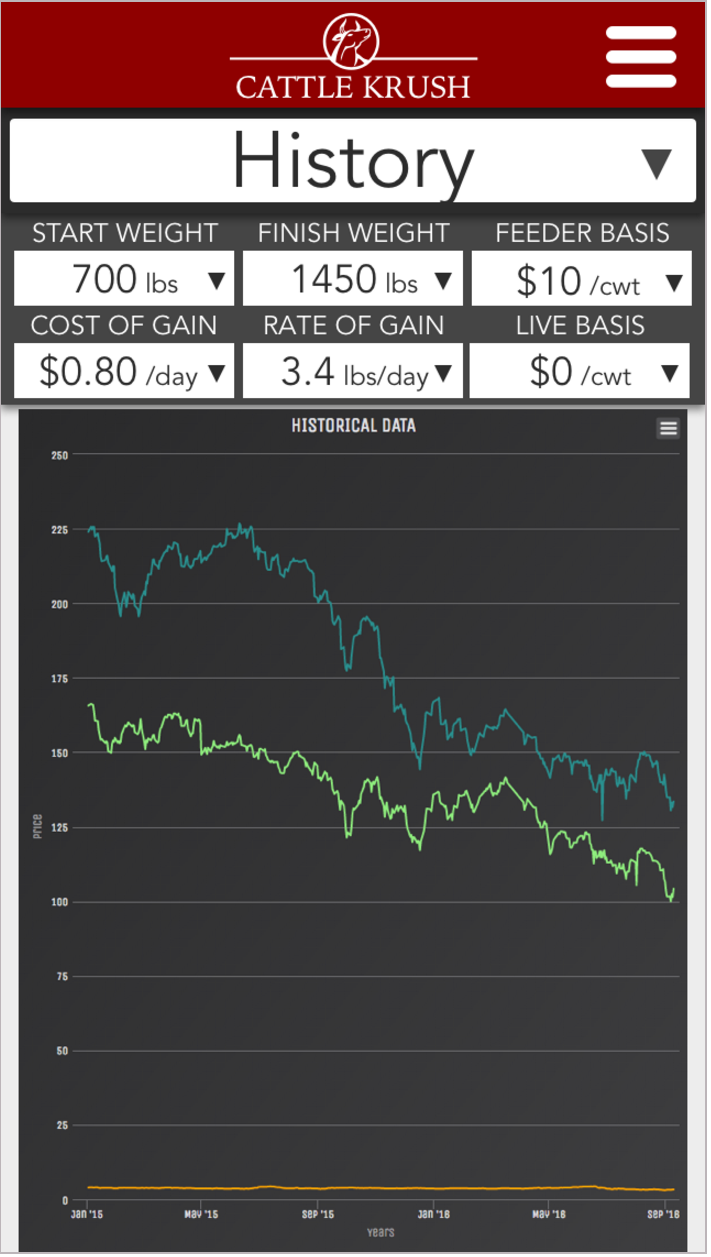 CATTLE KRUSH
History ▼
START WEIGHT FINISH WEIGHT FEEDER BASIS
700 lbs ▼ 1450 lbs ▼ $10 /cwt ▼
COST OF GAIN RATE OF GAIN LIVE BASIS
$0.80 /day ▼ 3.4 lbs/day ▼ $0 /cwt ▼
HISTORICAL DATA
250
225
200
175
150
125
price
100
75
50
25
0
Jan '15 May '15 Sep '15 Jan '16 May '16 Sep '16
years